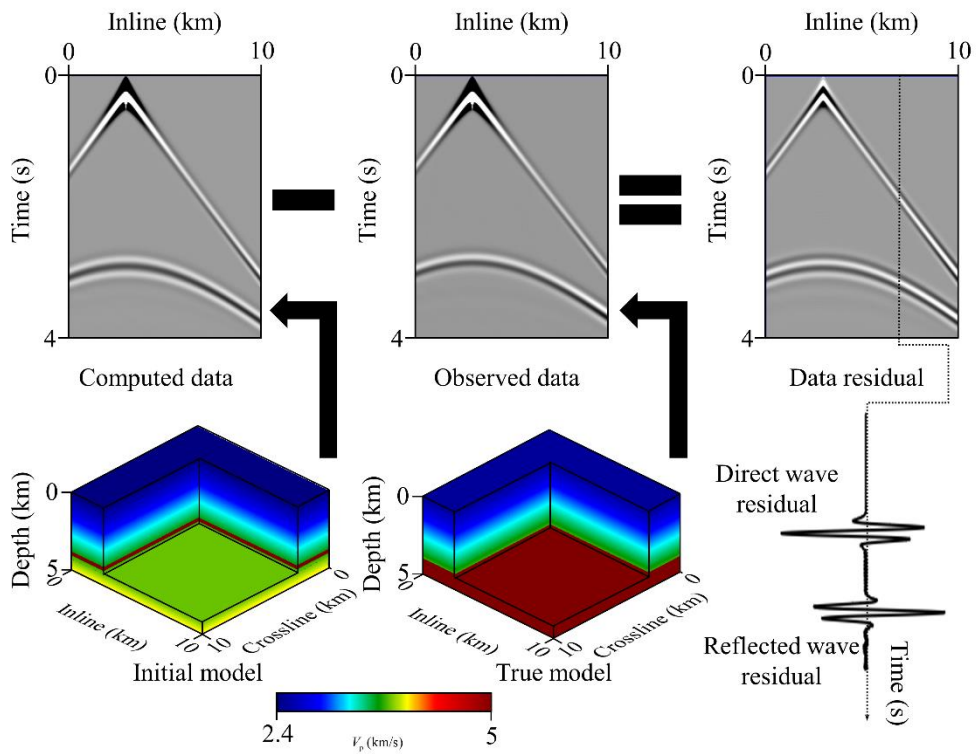 Inline (km)
0 10
Time (s)
0
4
Computed data
Inline (km)
0 10
Time (s)
0
4
Observed data
Inline (km)
0 10
Time (s)
0
4
Data residual
Depth (km)
0
5
0
Inline (km)
10
10
Crossline (km)
0
Initial model
Depth (km)
0
5
0
Inline (km)
10
10
Crossline (km)
0
True model
Direct wave
residual
Reflected wave
residual
Time (s)
2.4
Vp (km/s)
5